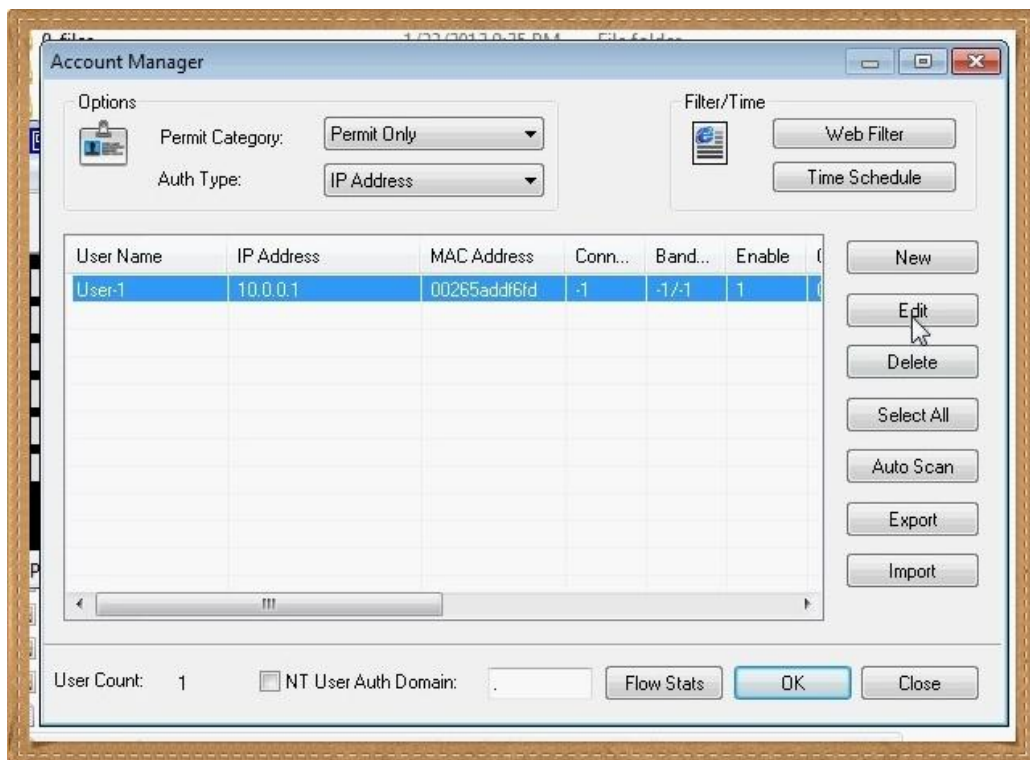 Account Manager
Options
Permit Category: Permit Only
Auth Type: IP Address
Filter/Time
Web Filter
Time Schedule
User Name IP Address MAC Address Conn... Band... Enable
User-1 10.0.0.1 00265addf6fd -1 -1/-1 1
New
Edit
Delete
Select All
Auto Scan
Export
Import
User Count: 1 NT User Auth Domain: . Flow Stats OK Close